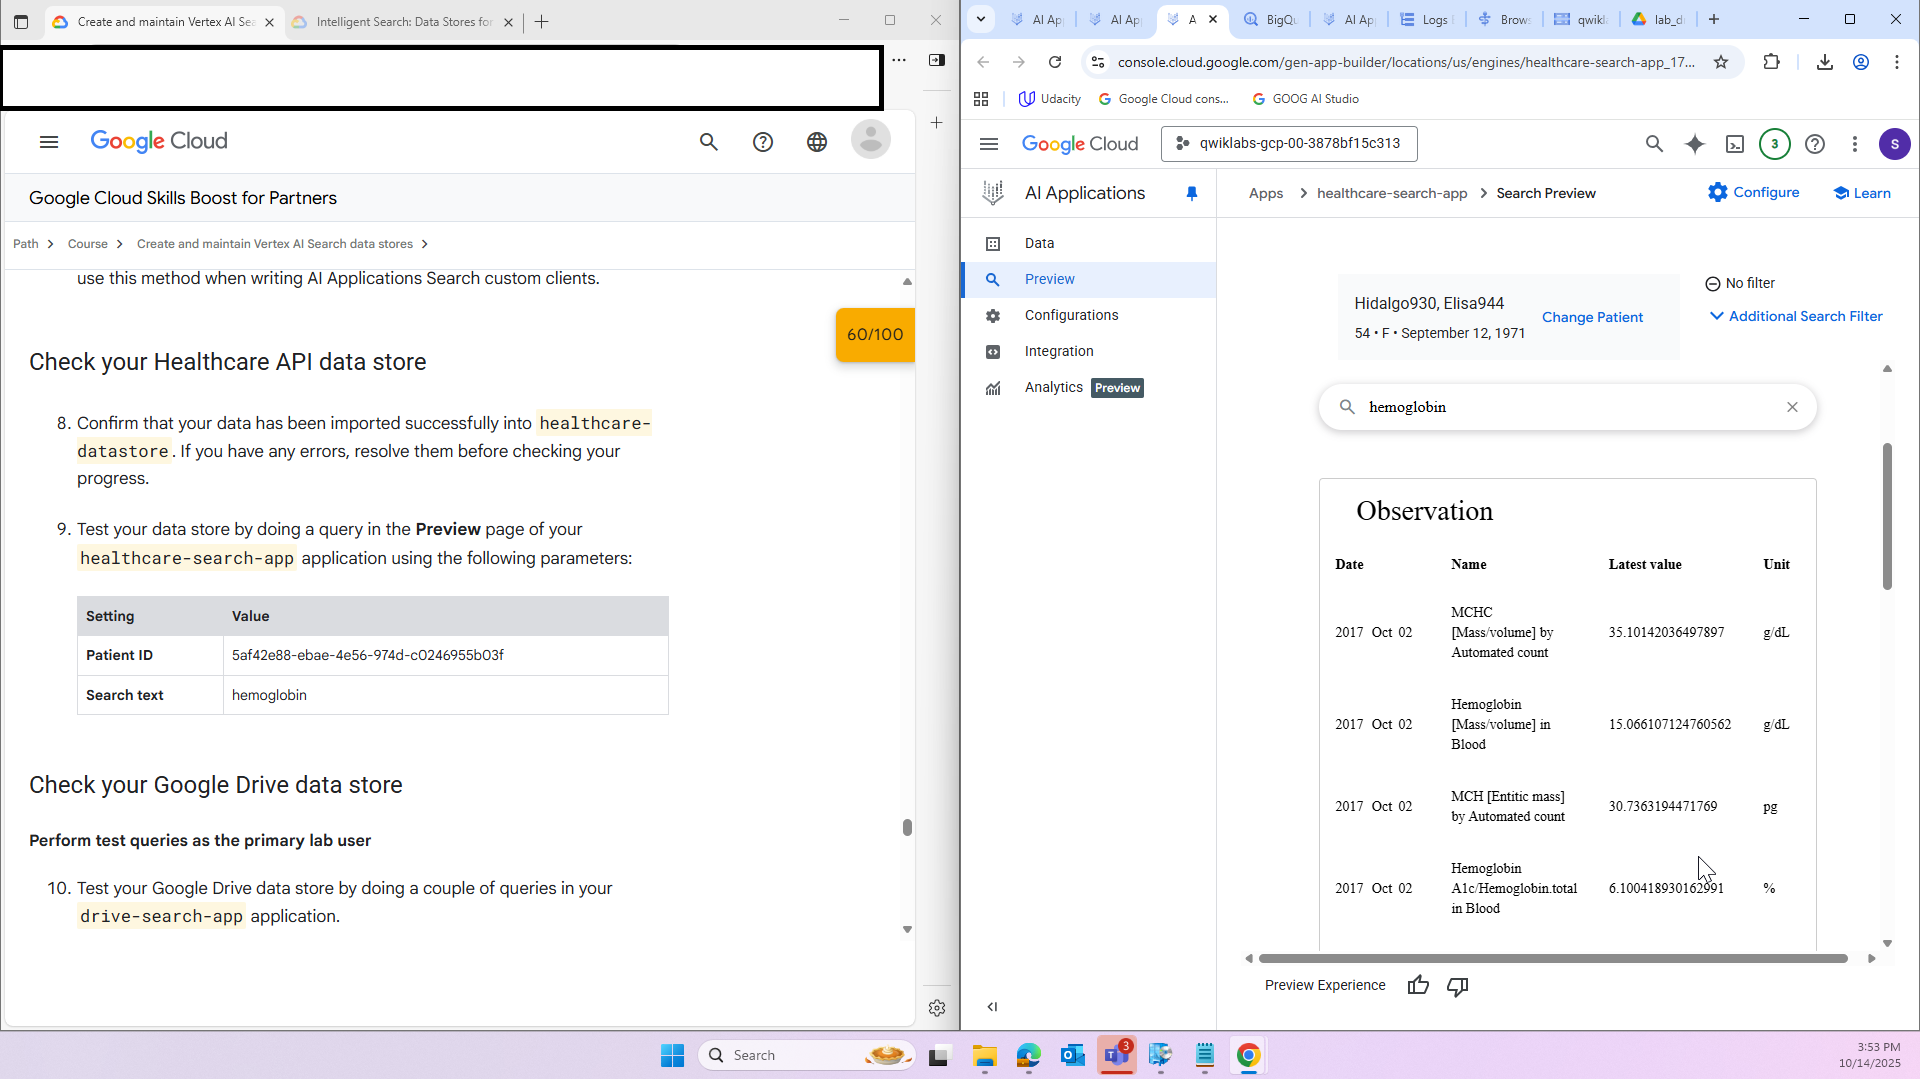 Create and maintain Vertex AI Sea
Intelligent Search: Data Stores for
Google Cloud
Google Cloud Skills Boost for Partners
Path
Course
Create and maintain Vertex AI Search data stores
use this method when writing AI Applications Search custom clients.
60/100
Check your Healthcare API data store
8. Confirm that your data has been imported successfully into healthcare-
datastore. If you have any errors, resolve them before checking your
progress.
9. Test your data store by doing a query in the Preview page of your
healthcare-search-app application using the following parameters:
Setting Value
Patient ID 5af42e88-ebae-4e56-974d-c0246955b03f
Search text hemoglobin
Check your Google Drive data store
Perform test queries as the primary lab user
10. Test your Google Drive data store by doing a couple of queries in your
drive-search-app application.
AI Ap
AI Ap
A
BigQu
AI Ap
Logs
Brows
qwikl
lab_d
console.cloud.google.com/gen-app-builder/locations/us/engines/healthcare-search-app_17...
Udacity
Google Cloud cons...
GOOG AI Studio
Google Cloud
qwiklabs-gcp-00-3878bf15c313
3
S
AI Applications
Apps
healthcare-search-app
Search Preview
Configure
Learn
Data
Preview
Configurations
Integration
Analytics Preview
Hidalgo930, Elisa944
54 • F • September 12, 1971
Change Patient
No filter
Additional Search Filter
hemoglobin
Observation
Date Name Latest value Unit
MCHC
2017 Oct 02 [Mass/volume] by 35.10142036497897 g/dL
Automated count
Hemoglobin
2017 Oct 02 [Mass/volume] in 15.066107124760562 g/dL
Blood
2017 Oct 02 MCH [Entitic mass] 30.7363194471769 pg
by Automated count
Hemoglobin
2017 Oct 02 A1c/Hemoglobin.total 6.100418930162991 %
in Blood
Preview Experience
Search
3
3:53 PM
10/14/2025